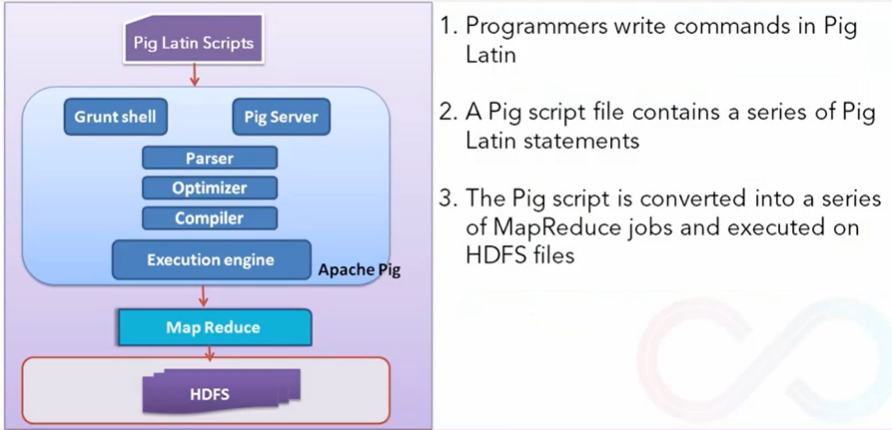 Pig Latin Scripts
Grunt shell
Pig Server
Parser
Optimizer
Compiler
Execution engine
Apache Pig
Map Reduce
HDFS
1. Programmers write commands in Pig
Latin
2. A Pig script file contains a series of Pig
Latin statements
3. The Pig script is converted into a series
of MapReduce jobs and executed on
HDFS files